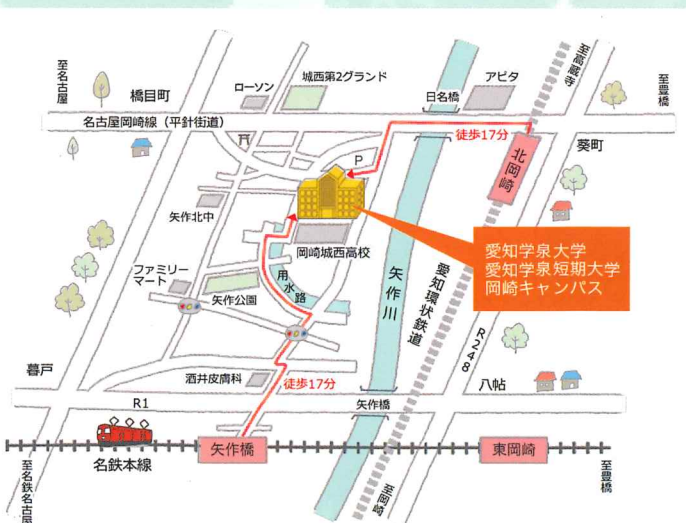 至名古屋
橋目町
ローソン
城西第2グランド
日名橋
アピタ
至高蔵寺
至豊橋
名古屋岡崎線（平針街道）
徒歩17分
葵町
北岡崎
P
矢作北中
岡崎城西高校
愛知学泉大学
愛知学泉短期大学
岡崎キャンパス
ファミリー
マート
矢作公園
用水路
矢作川
愛知環状鉄道
R248
暮戸
酒井皮膚科
徒歩17分
八帖
R1
矢作橋
名鉄本線
矢作橋
東岡崎
至名鉄名古屋
至岡崎
至豊橋